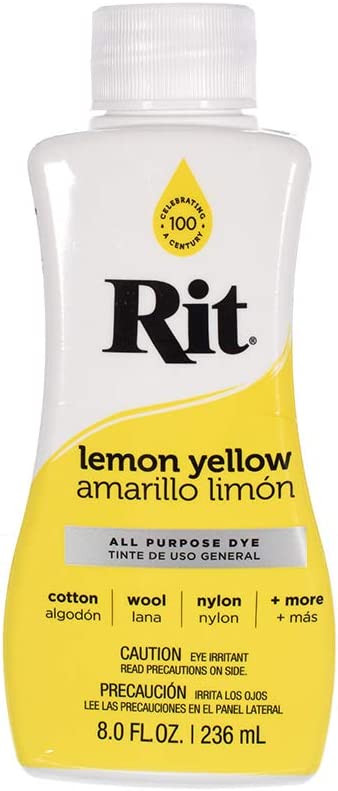 CELEBRATING
100
A CENTURY
Rit®
lemon yellow
amarillo limón
ALL PURPOSE DYE
TINTE DE USO GENERAL
cotton wool nylon + more
algodón lana nylon + más
CAUTION EYE IRRITANT
READ PRECAUTIONS ON SIDE.
PRECAUCIÓN IRRITA LOS OJOS
LEE LAS PRECAUCIONES EN EL PANEL LATERAL
8.0 FL.OZ. | 236 mL